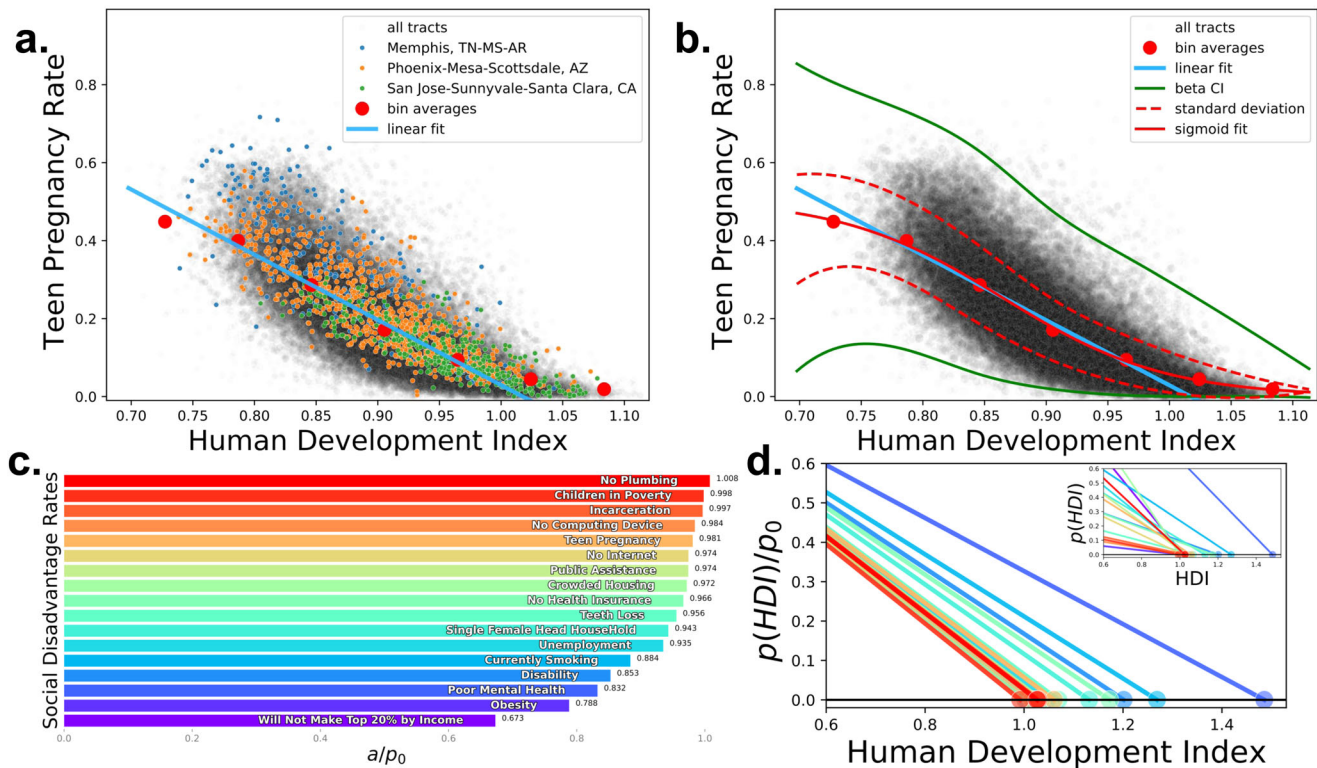 a.
all tracts
Memphis, TN-MS-AR
Phoenix-Mesa-Scottsdale, AZ
San Jose-Sunnyvale-Santa Clara, CA
bin averages
linear fit
Teen Pregnancy Rate
0.8
0.6
0.4
0.2
0.0
0.70 0.75 0.80 0.85 0.90 0.95 1.00 1.05 1.10
Human Development Index
b.
all tracts
bin averages
linear fit
beta CI
standard deviation
sigmoid fit
Teen Pregnancy Rate
0.8
0.6
0.4
0.2
0.0
0.70 0.75 0.80 0.85 0.90 0.95 1.00 1.05 1.10
Human Development Index
c.
Social Disadvantage Rates
No Plumbing 1.008
Children in Poverty 0.998
Incarceration 0.997
No Computing Device 0.984
Teen Pregnancy 0.981
No Internet 0.974
Public Assistance 0.974
Crowded Housing 0.972
No Health Insurance 0.966
Teeth Loss 0.956
Single Female Head HouseHold 0.943
Unemployment 0.935
Currently Smoking 0.884
Disability 0.853
Poor Mental Health 0.832
Obesity 0.788
Will Not Make Top 20% by Income 0.673
0.0 0.2 0.4 0.6 0.8 1.0
a/p₀
d.
p(HDI)/p₀
0.6
0.5
0.4
0.3
0.2
0.1
0.0
0.6 0.8 1.0 1.2 1.4
Human Development Index
p(HDI)
0.6
0.5
0.4
0.3
0.2
0.1
0.0
0.6 0.8 1.0 1.2 1.4
HDI